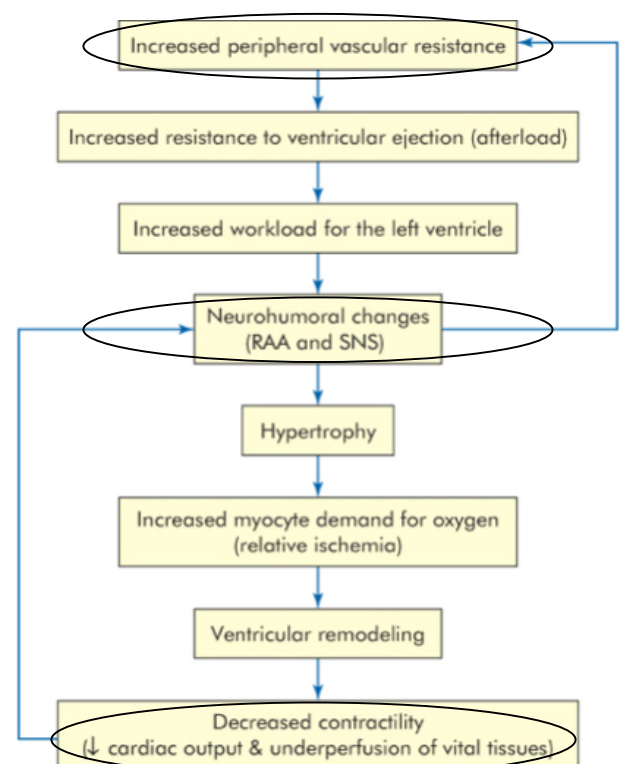 Increased peripheral vascular resistance
Increased resistance to ventricular ejection (afterload)
Increased workload for the left ventricle
Neurohumoral changes
(RAA and SNS)
Hypertrophy
Increased myocyte demand for oxygen
(relative ischemia)
Ventricular remodeling
Decreased contractility
(↓ cardiac output & underperfusion of vital tissues)